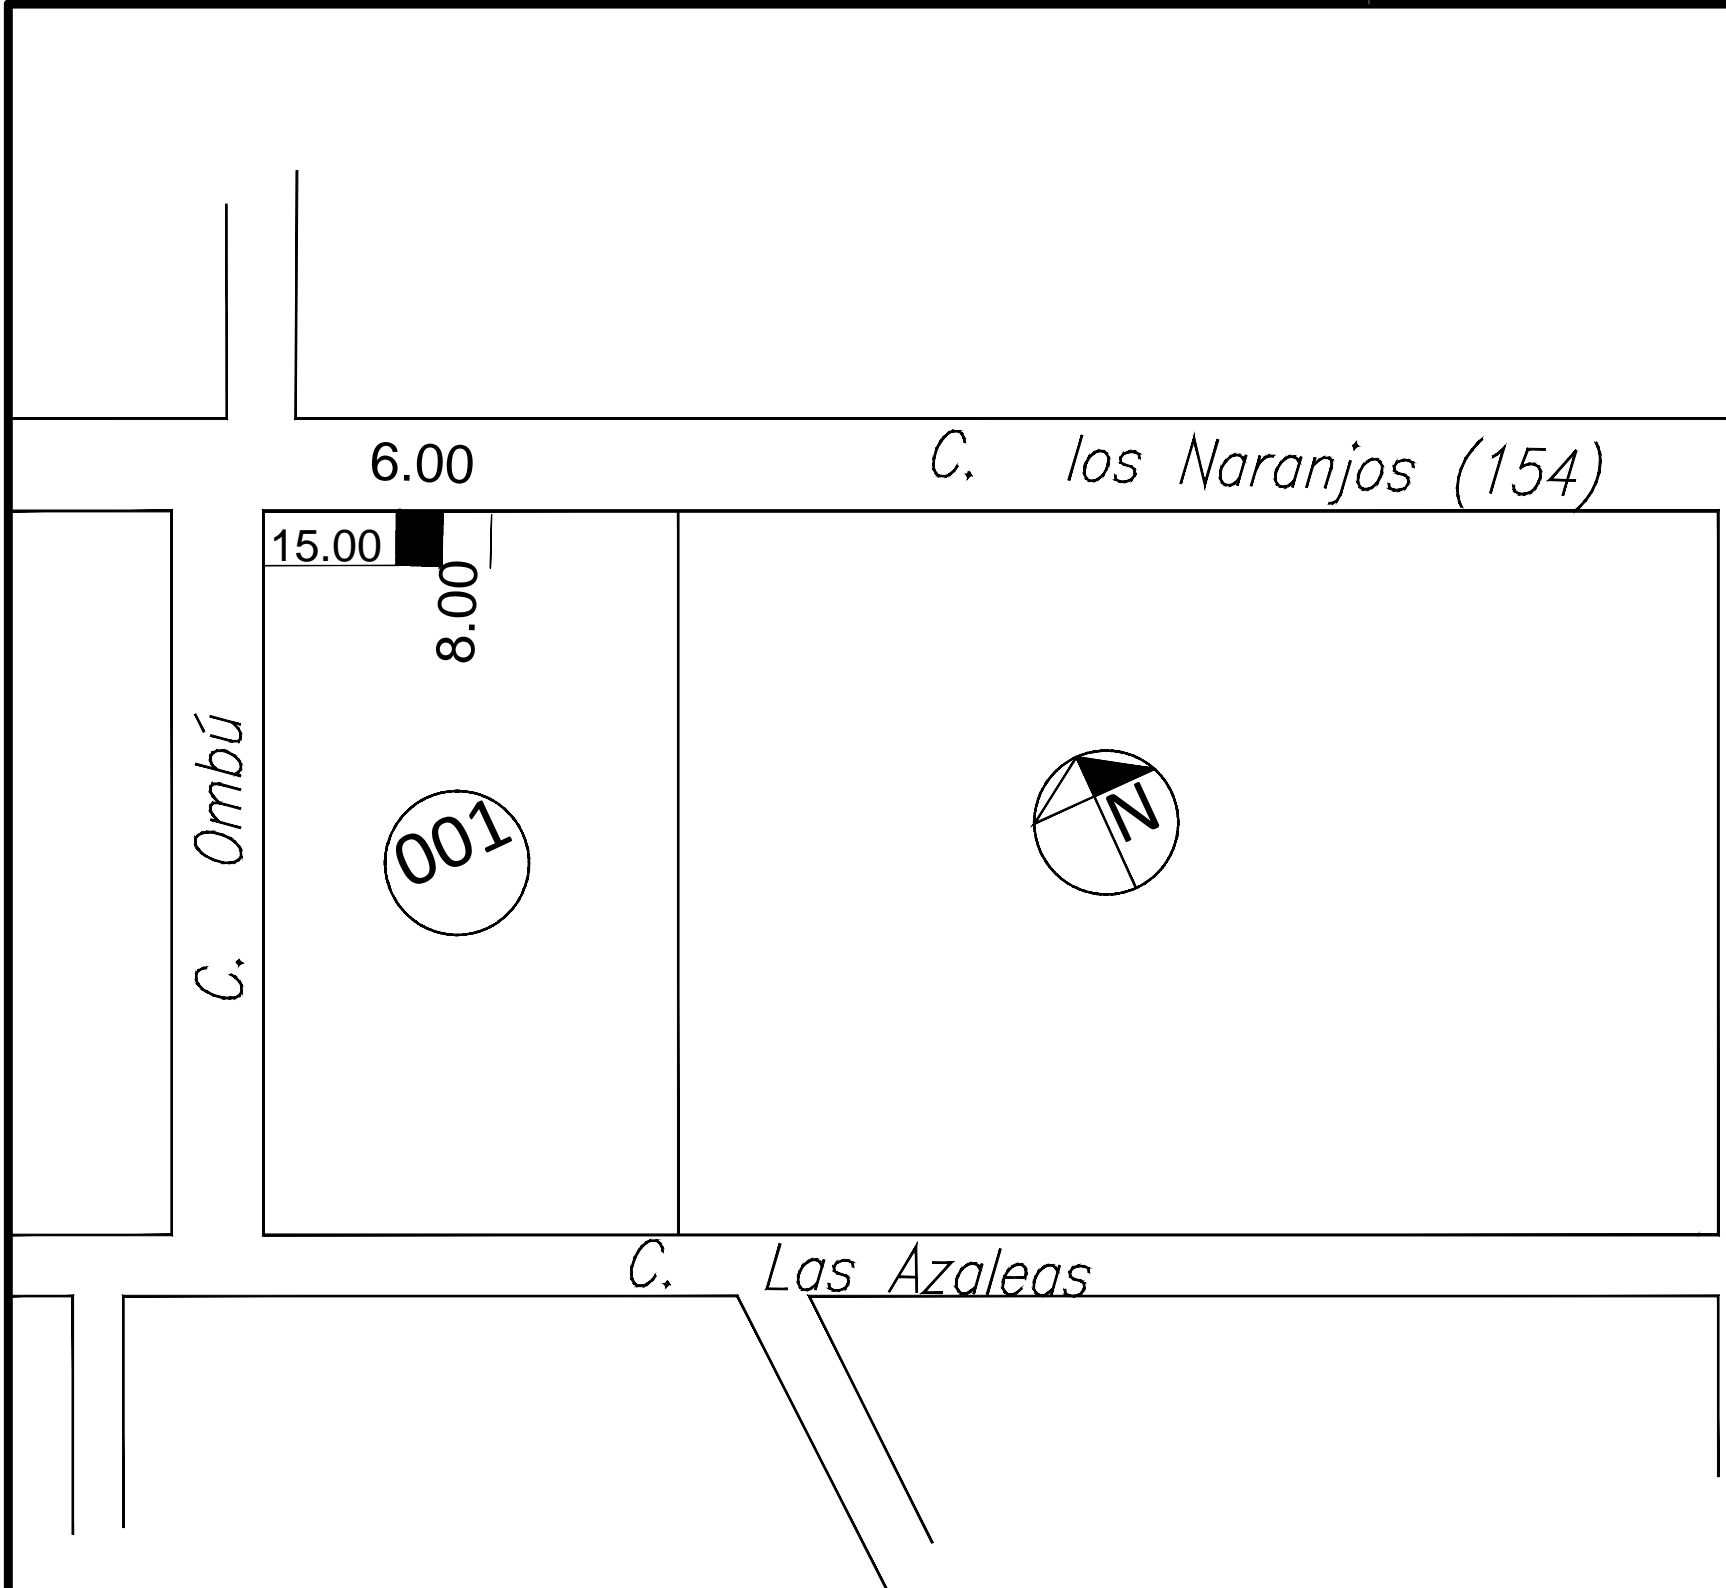 6.00
C. los Naranjos (154)
15.00
8.00
C. Ombú
001
N
C. Las Azaleas